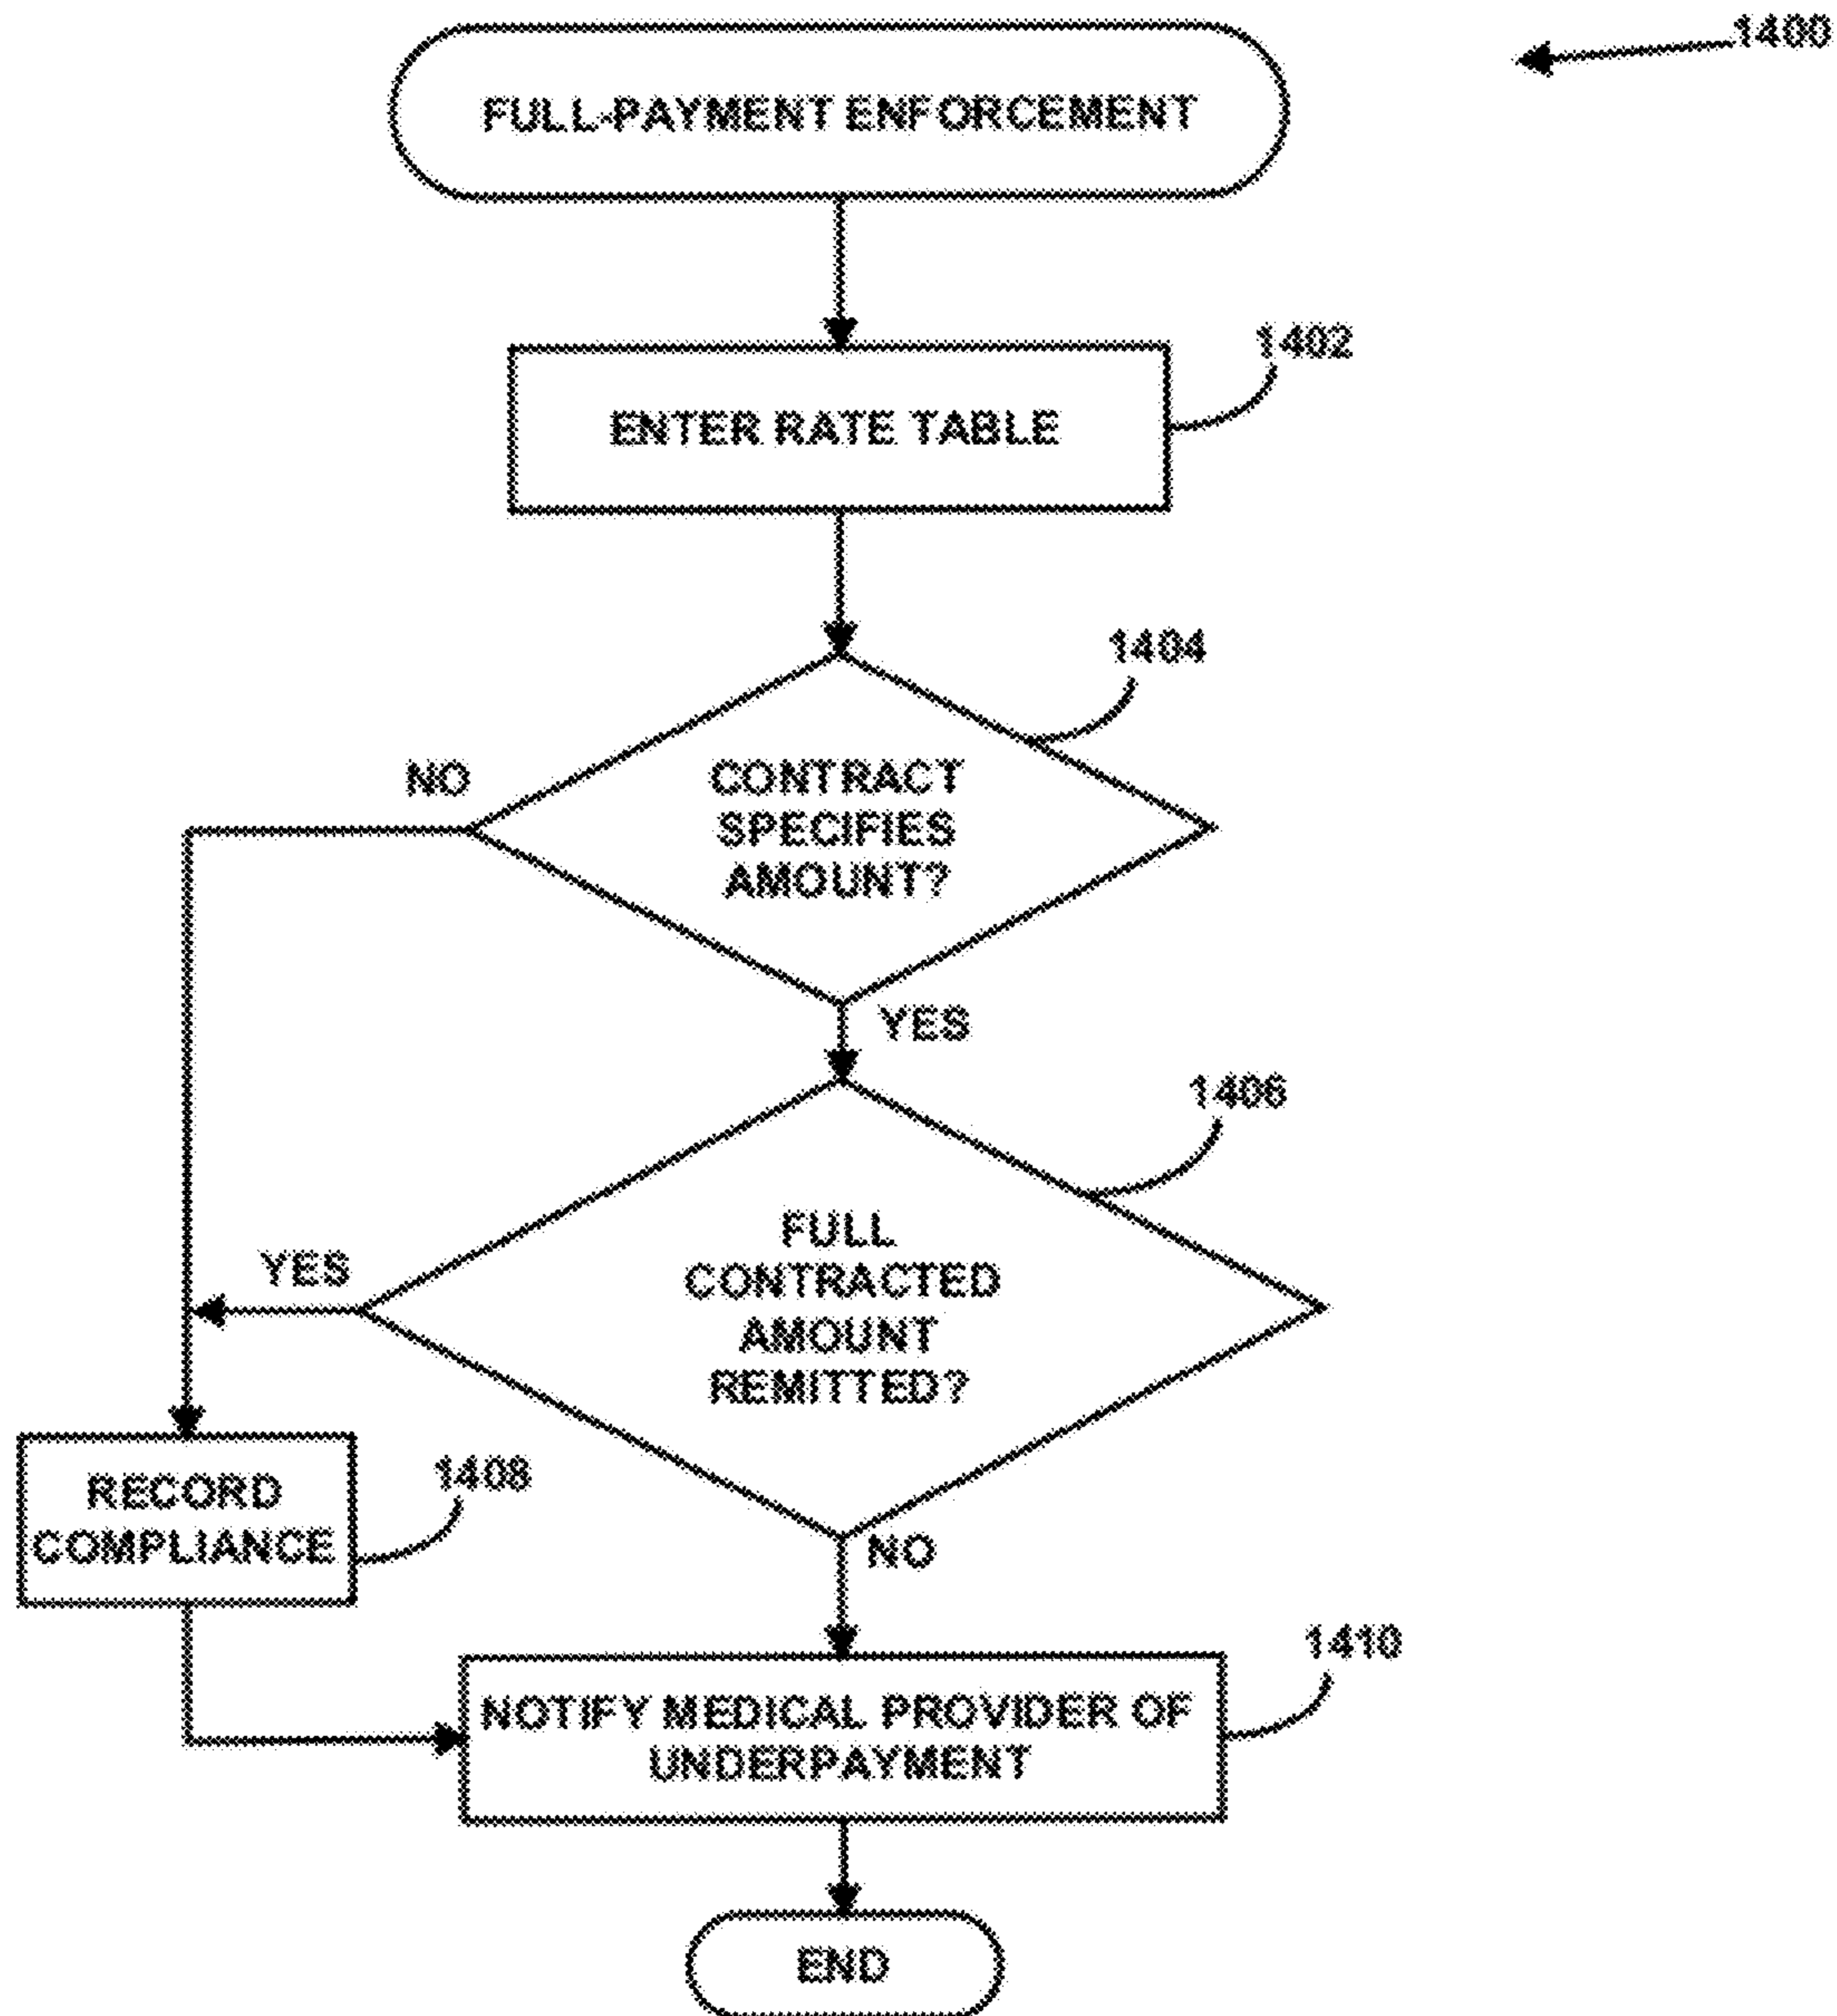 1400
FULL-PAYMENT ENFORCEMENT
1402
ENTER RATE TABLE
1404
NO
CONTRACT
SPECIFIES
AMOUNT?
YES
1406
FULL
YES
CONTRACTED
AMOUNT
REMITTED?
1408
RECORD
COMPLIANCE
NO
1410
NOTIFY MEDICAL PROVIDER OF
UNDERPAYMENT
END